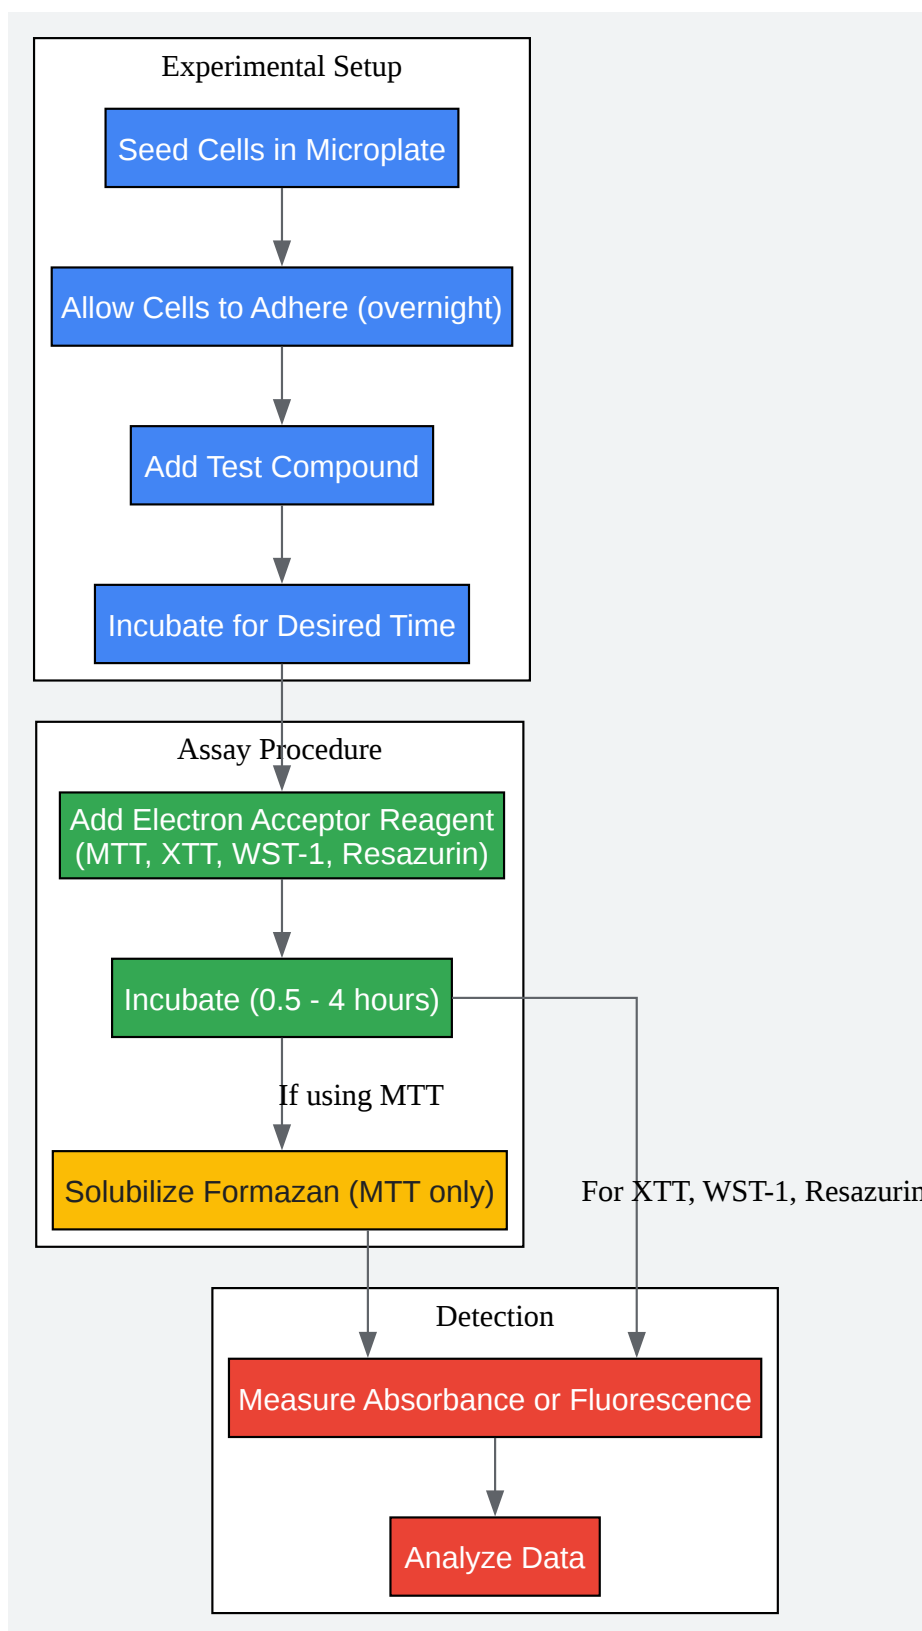 Experimental Setup
Seed Cells in Microplate
Allow Cells to Adhere (overnight)
Add Test Compound
Incubate for Desired Time
Assay Procedure
Add Electron Acceptor Reagent
(MTT, XTT, WST-1, Resazurin)
Incubate (0.5 - 4 hours)
If using MTT
Solubilize Formazan (MTT only)
For XTT, WST-1, Resazurin
Detection
Measure Absorbance or Fluorescence
Analyze Data